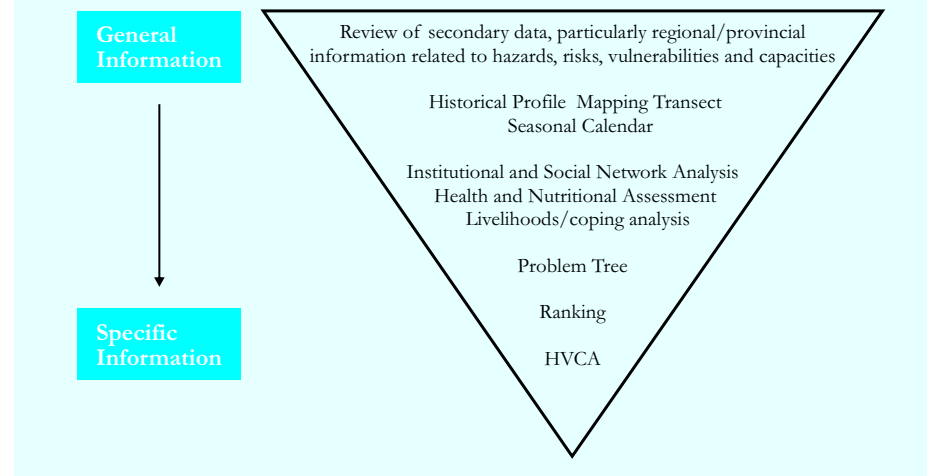 General
Information
Review of secondary data, particularly regional/provincial
information related to hazards, risks, vulnerabilities and capacities
Historical Profile  Mapping Transect
Seasonal Calendar
Institutional and Social Network Analysis
Health and Nutritional Assessment
Livelihoods/coping analysis
Problem Tree
Ranking
HVCA
Specific
Information